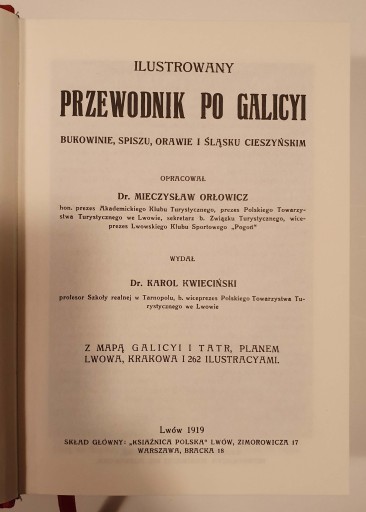 ILUSTROWANY
PRZEWODNIK PO GALICYI
BUKOWINIE, SPISZU, ORAWIE I ŚLĄSKU CIESZYŃSKIM
OPRACOWAŁ
Dr. MIECZYSŁAW ORŁOWICZ
hon. prezes Akademickiego Klubu Turystycznego, prezes Polskiego Towarzy-
stwa Turystycznego we Lwowie, sekretarz b. Związku Turystycznego, wice-
prezes Lwowskiego Klubu Sportowego „Pogoń"
WYDAŁ
Dr. KAROL KWIECIŃSKI
profesor Szkoły realnej w Tarnopolu, b. wiceprezes Polskiego Towarzystwa Tu-
rystycznego we Lwowie
Z MAPĄ GALICYI I TATR, PLANEM
LWOWA, KRAKOWA I 262 ILUSTRACYAMI.
Lwów 1919
SKŁAD GŁÓWNY: „KSIĄŻNICA POLSKA" LWÓW, ZIMOROWICZA 17
WARSZAWA, BRACKA 18